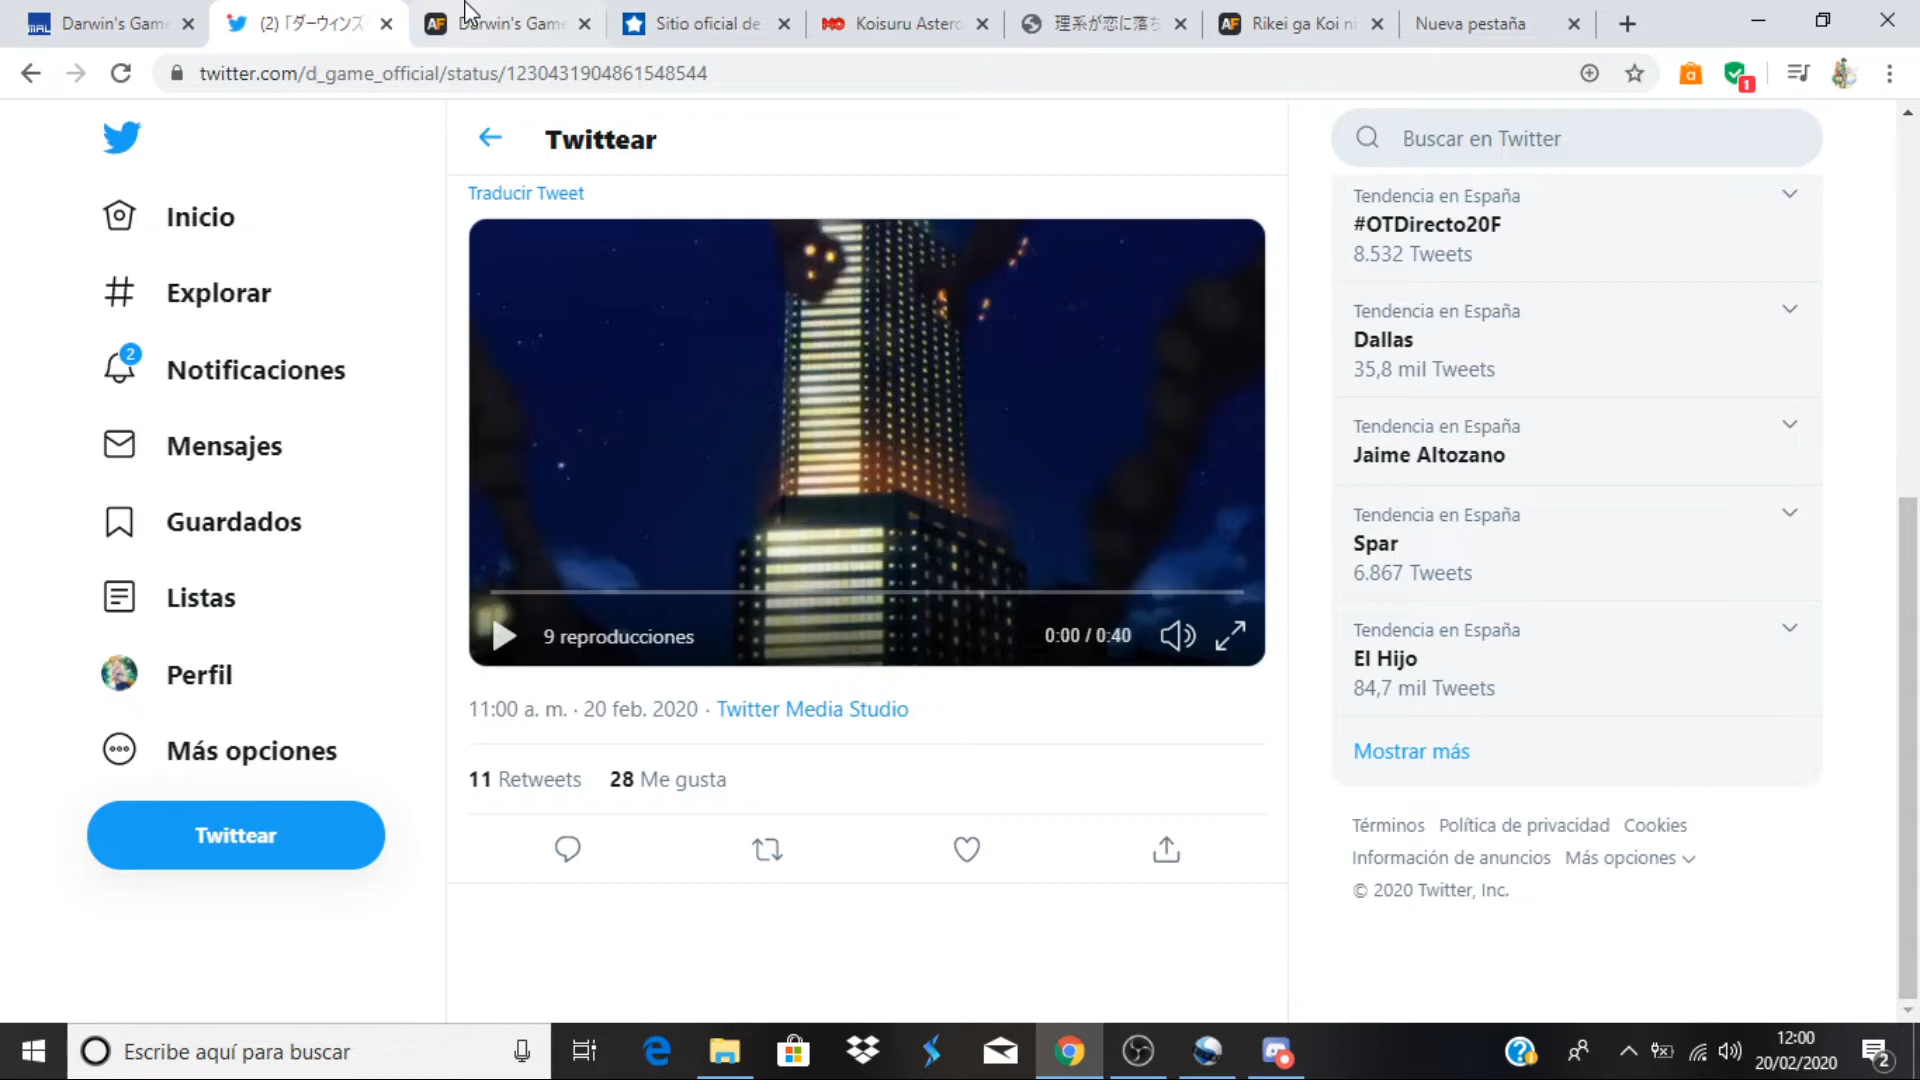 Darwin's Game
(2) 「ダーウィンズ
Darwin's Game
Sitio oficial de
Koisuru Astero
理系が恋に落ち
Rikei ga Koi ni
Nueva pestaña
twitter.com/d_game_official/status/1230431904861548544
1
Twittear
Buscar en Twitter
Traducir Tweet
Inicio
Explorar
2
Notificaciones
Mensajes
Guardados
Listas
Perfil
Más opciones
Twittear
9 reproducciones
0:00 / 0:40
11:00 a. m. · 20 feb. 2020 · Twitter Media Studio
11 Retweets 28 Me gusta
Tendencia en España
#OTDirecto20F
8.532 Tweets
Tendencia en España
Dallas
35,8 mil Tweets
Tendencia en España
Jaime Altozano
Tendencia en España
Spar
6.867 Tweets
Tendencia en España
El Hijo
84,7 mil Tweets
Mostrar más
Términos Política de privacidad Cookies
Información de anuncios Más opciones
© 2020 Twitter, Inc.
Escribe aquí para buscar
12:00
20/02/2020
2